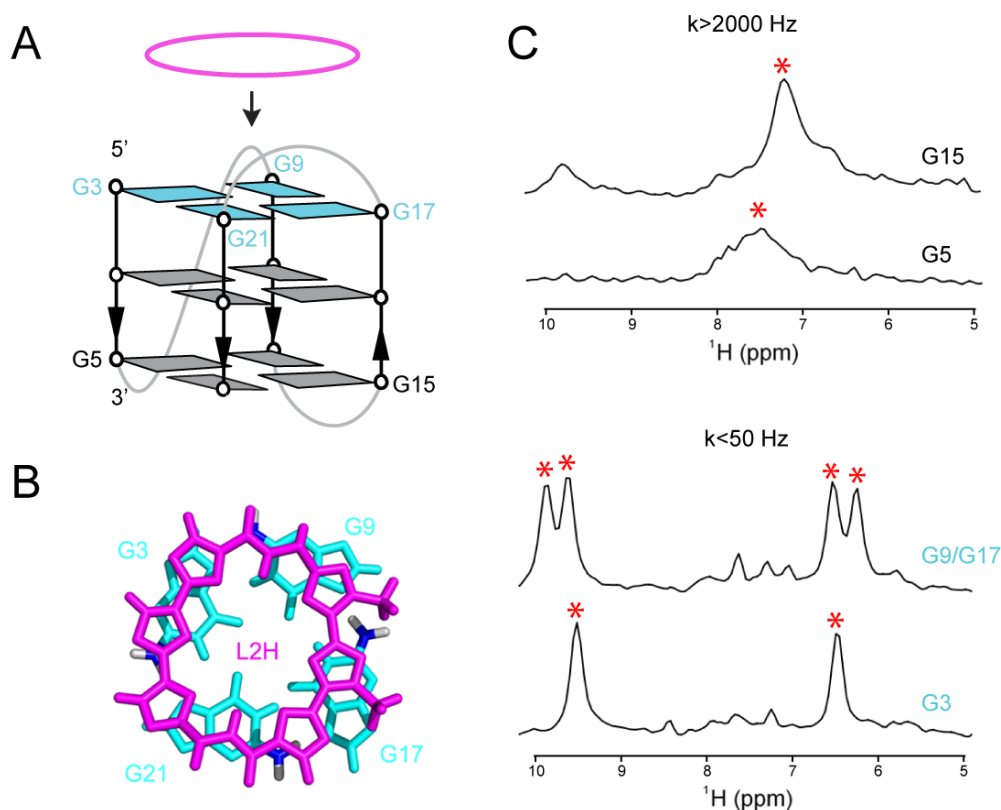 A
5'
G3
G9
G17
G21
G5
3'
G15
B
G3
G9
L2H
G21
G17
C
k>2000 Hz
*
G15
*
G5
10 9 8 7 6 5
¹H (ppm)
k<50 Hz
* * * *
G9/G17
* *
G3
10 9 8 7 6 5
¹H (ppm)